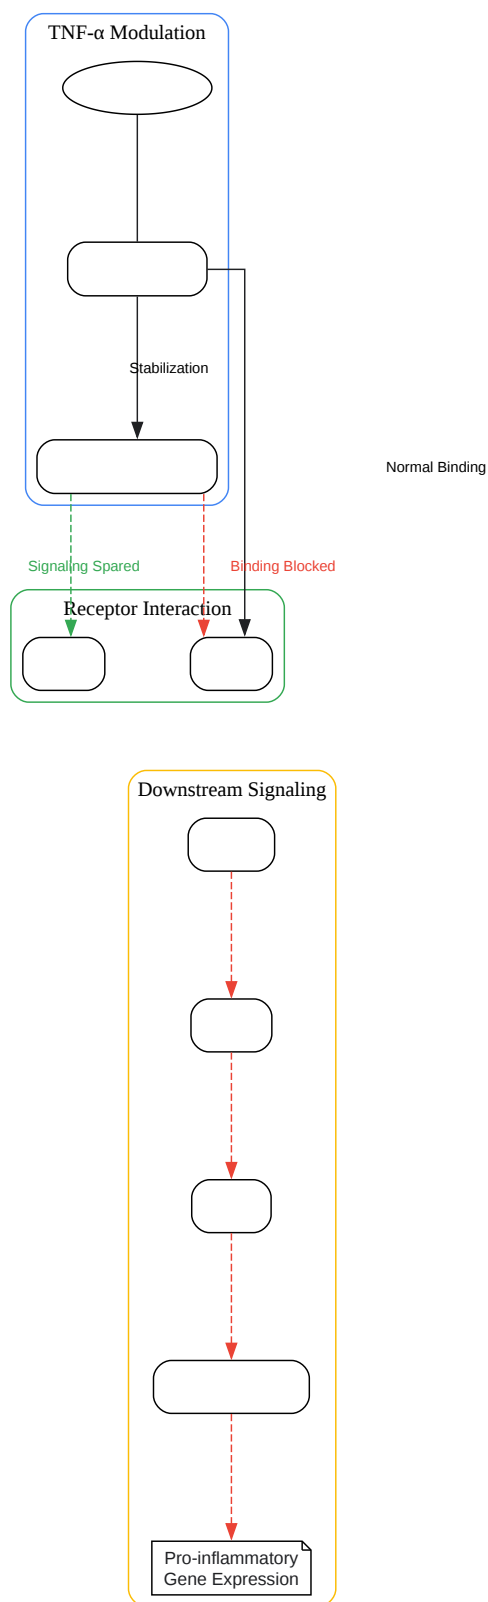 TNF-α Modulation
Stabilization
Normal Binding
Signaling Spared
Binding Blocked
Receptor Interaction
Downstream Signaling
Pro-inflammatory
Gene Expression